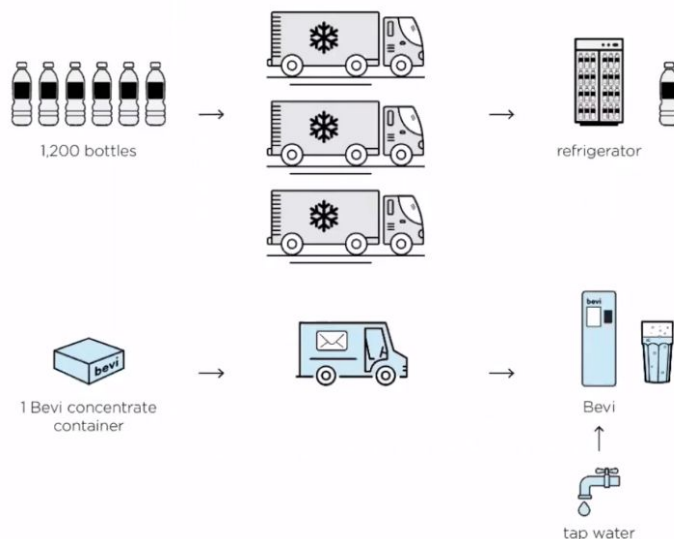 1,200 bottles
refrigerator
bevi
bevi
1 Bevi concentrate
container
Bevi
tap water